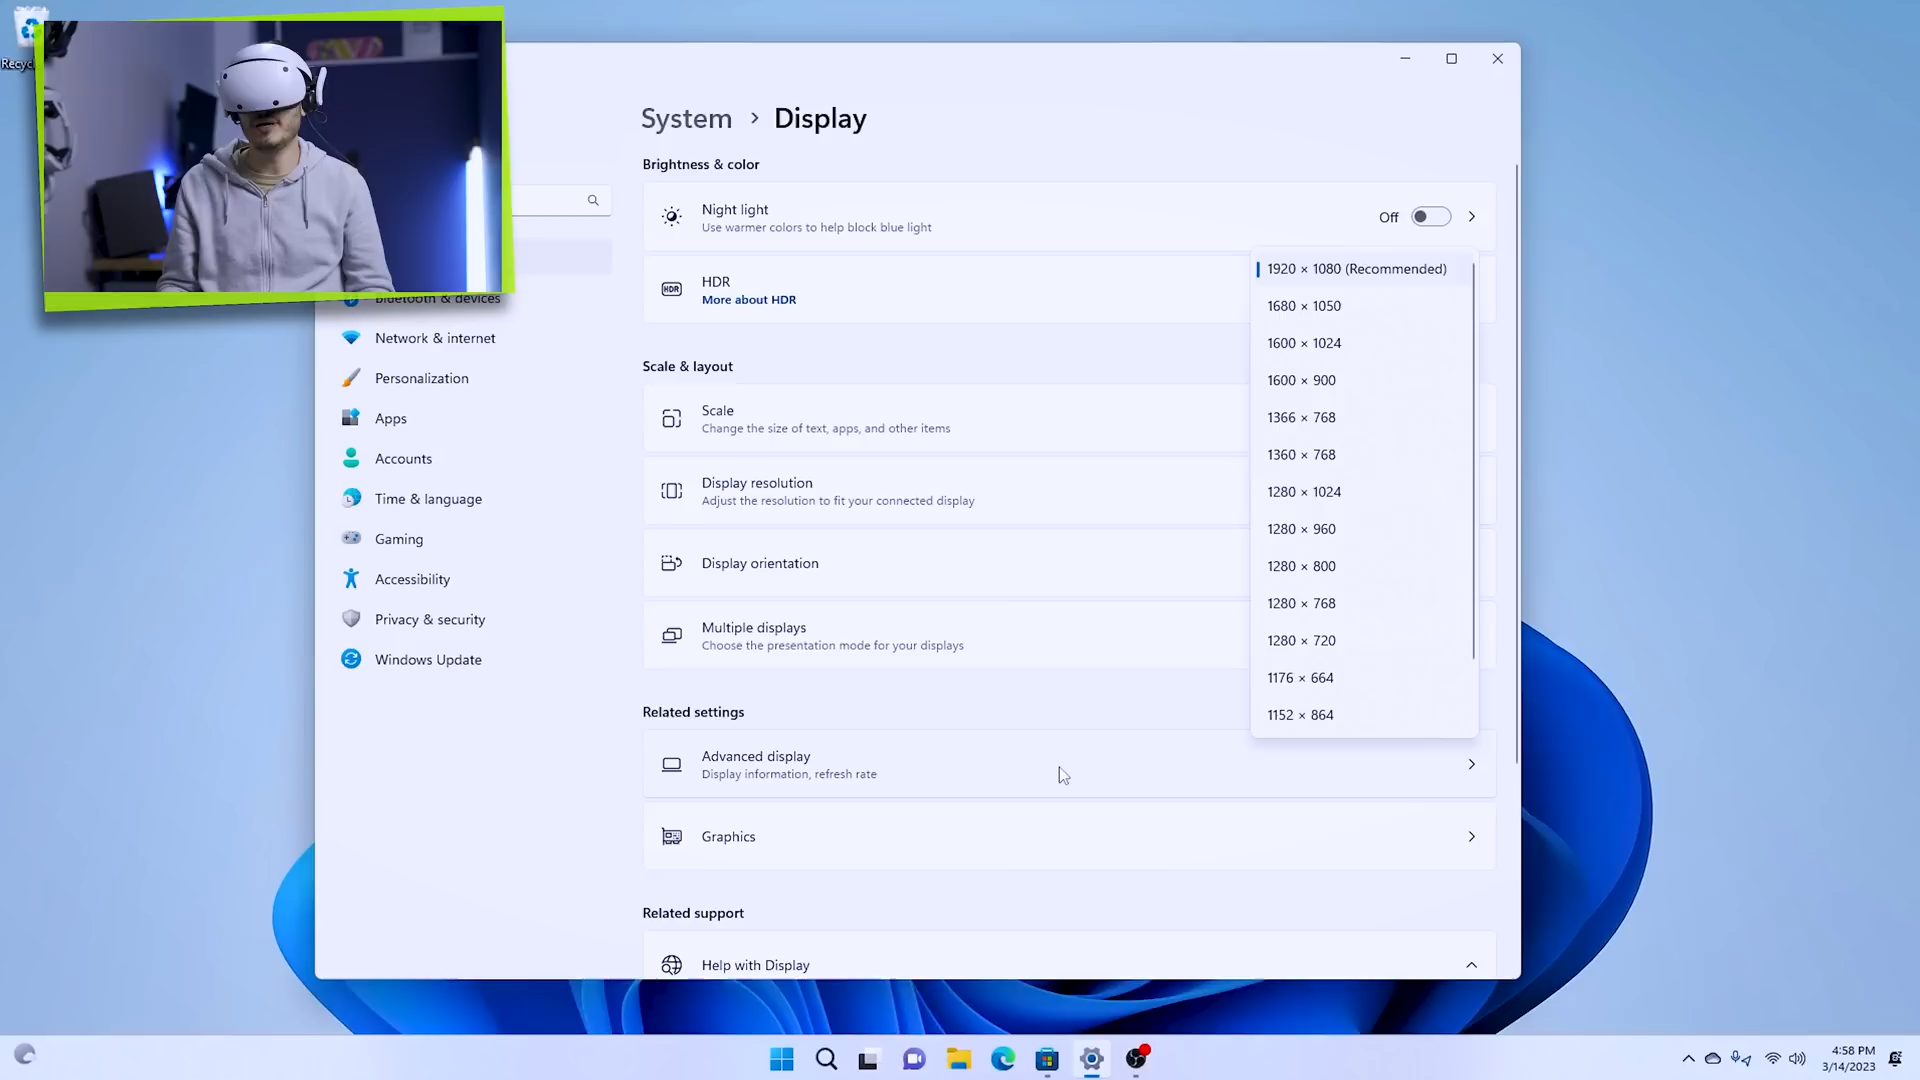 Recyc
System > Display
Brightness & color
Night light
Use warmer colors to help block blue light
Off
HDR
HDR
More about HDR
Scale & layout
Scale
Change the size of text, apps, and other items
Display resolution
Adjust the resolution to fit your connected display
Display orientation
Multiple displays
Choose the presentation mode for your displays
Related settings
Advanced display
Display information, refresh rate
Graphics
Related support
Help with Display
1920 × 1080 (Recommended)
1680 × 1050
1600 × 1024
1600 × 900
1366 × 768
1360 × 768
1280 × 1024
1280 × 960
1280 × 800
1280 × 768
1280 × 720
1176 × 664
1152 × 864
Bluetooth & devices
Network & internet
Personalization
Apps
Accounts
Time & language
Gaming
Accessibility
Privacy & security
Windows Update
4:58 PM
3/14/2023